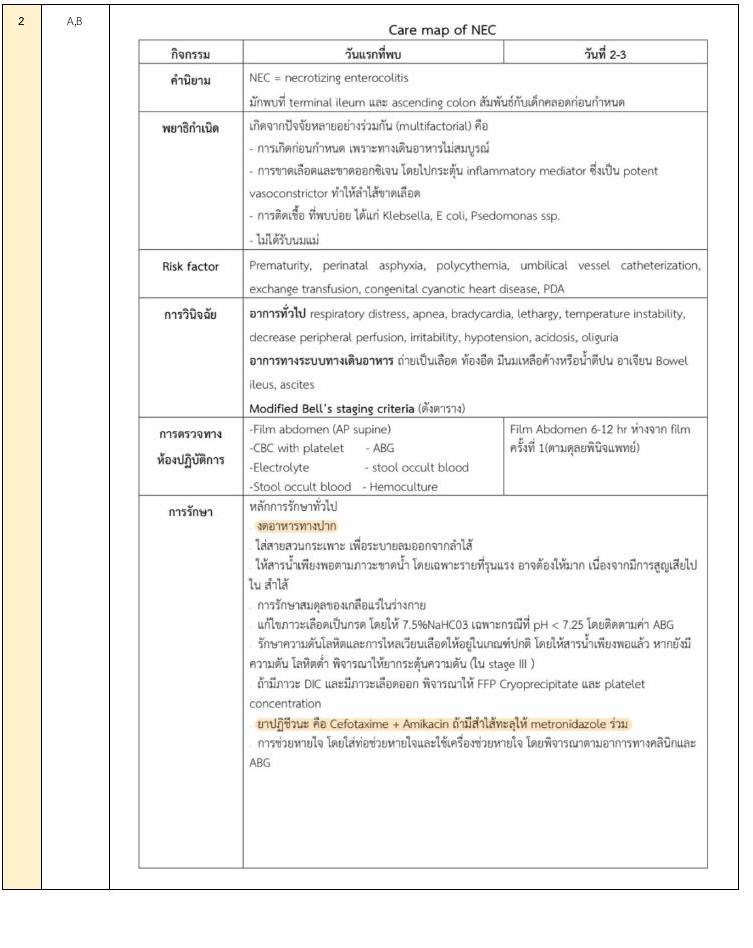 2
A,B
Care map of NEC
กิจกรรม วันแรกที่พบ วันที่ 2-3
คำนิยาม NEC = necrotizing enterocolitis
มักพบที่ terminal ileum และ ascending colon สัมพันธ์กับเด็กคลอดก่อนกำหนด
พยาธิกำเนิด เกิดจากปัจจัยหลายอย่างร่วมกัน (multifactorial) คือ
- การเกิดก่อนกำหนด เพราะทางเดินอาหารไม่สมบูรณ์
- การขาดเลือดและขาดออกซิเจน โดยไปกระตุ้น inflammatory mediator ซึ่งเป็น potent
vasoconstrictor ทำให้ลำไส้ขาดเลือด
- การติดเชื้อ ที่พบบ่อย ได้แก่ Klebsella, E coli, Psedomonas ssp.
- ไม่ได้รับนมแม่
Risk factor Prematurity, perinatal asphyxia, polycythemia, umbilical vessel catheterization,
exchange transfusion, congenital cyanotic heart disease, PDA
การวินิจฉัย อาการทั่วไป respiratory distress, apnea, bradycardia, lethargy, temperature instability,
decrease peripheral perfusion, irritability, hypotension, acidosis, oliguria
อาการทางระบบทางเดินอาหาร ถ่ายเป็นเลือด ท้องอืด มีนมเหลือค้างหรือน้ำดีปน อาเจียน Bowel
ileus, ascites
Modified Bell's staging criteria (ดังตาราง)
การตรวจทาง
ห้องปฏิบัติการ
-Film abdomen (AP supine)
-CBC with platelet - ABG
-Electrolyte - stool occult blood
-Stool occult blood - Hemoculture
Film Abdomen 6-12 hr ห่างจาก film
ครั้งที่ 1(ตามดุลยพินิจแพทย์)
การรักษา หลักการรักษาทั่วไป
งดอาหารทางปาก
ใส่สายสวนกระเพาะ เพื่อระบายลมออกจากลำไส้
ให้สารน้ำเพียงพอตามภาวะขาดน้ำ โดยเฉพาะรายที่รุนแรง อาจต้องให้มาก เนื่องจากมีการสูญเสียไป
ใน สำไส้
การรักษาสมดุลของเกลือแร่ในร่างกาย
แก้ไขภาวะเลือดเป็นกรด โดยให้ 7.5%NaHC03 เฉพาะกรณีที่ pH < 7.25 โดยติดตามค่า ABG
รักษาความดันโลหิตและการไหลเวียนเลือดให้อยู่ในเกณฑ์ปกติ โดยให้สารน้ำเพียงพอแล้ว หากยังมี
ความดัน โลหิตต่ำ พิจารณาให้ยากระตุ้นความดัน (ใน stage III )
ถ้ามีภาวะ DIC และมีภาวะเลือดออก พิจารณาให้ FFP Cryoprecipitate และ platelet
concentration
ยาปฏิชีวนะ คือ Cefotaxime + Amikacin ถ้ามีสำไส้ทะลุให้ metronidazole ร่วม
การช่วยหายใจ โดยใส่ท่อช่วยหายใจและใช้เครื่องช่วยหายใจ โดยพิจารณาตามอาการทางคลินิกและ
ABG